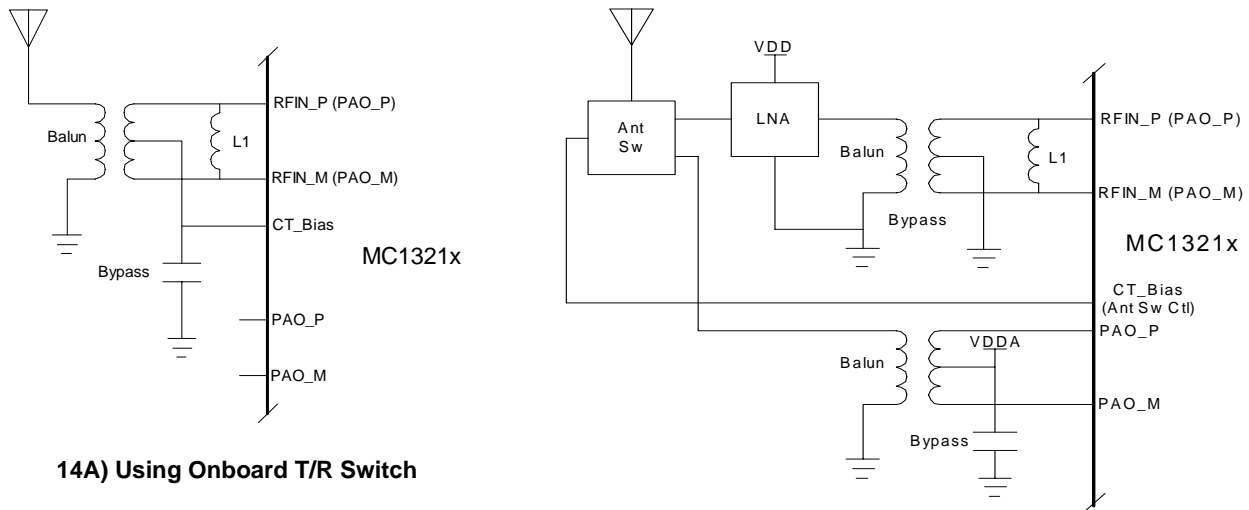 RFIN_P (PAO_P)
Balun
L1
RFIN_M (PAO_M)
CT_Bias
MC1321x
Bypass
PAO_P
PAO_M
14A) Using Onboard T/R Switch
VDD
Ant
Sw
LNA
RFIN_P (PAO_P)
Balun
L1
RFIN_M (PAO_M)
Bypass
MC1321x
CT_Bias
(Ant Sw Ctl)
PAO_P
VDDA
Balun
PAO_M
Bypass